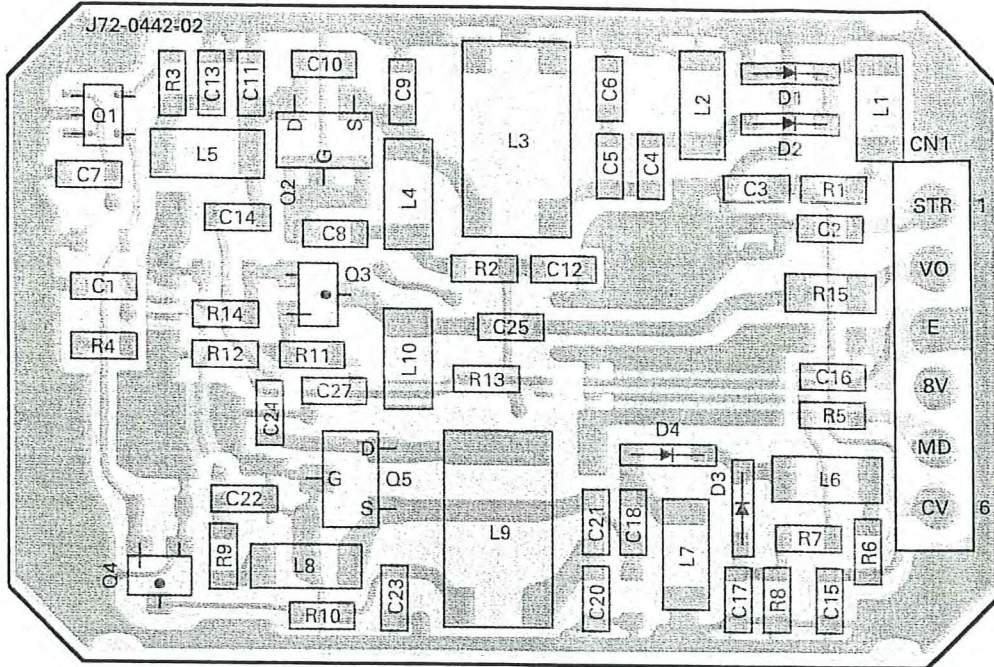 J72-0442-02
R3 C13 C11 C10 C9 C6 L2 D1 L1
Q1 D S L3 D2 CN1
L5 G C5 C4
C7 Q2 L4 C3 R1 STR 1
C14 C8 C2
C1 Q3 R2 C12 R15 VO
R14 C25 E
R4 R12 R11 L10 R13 C16 8V
C24 C27 R5
D D4 MD
G Q5 L9 D3 L6
C22 S C21 C18 CV 6
Q4 R9 L8 L7 R7 R6
R10 C23 C20 C17 R8 C15